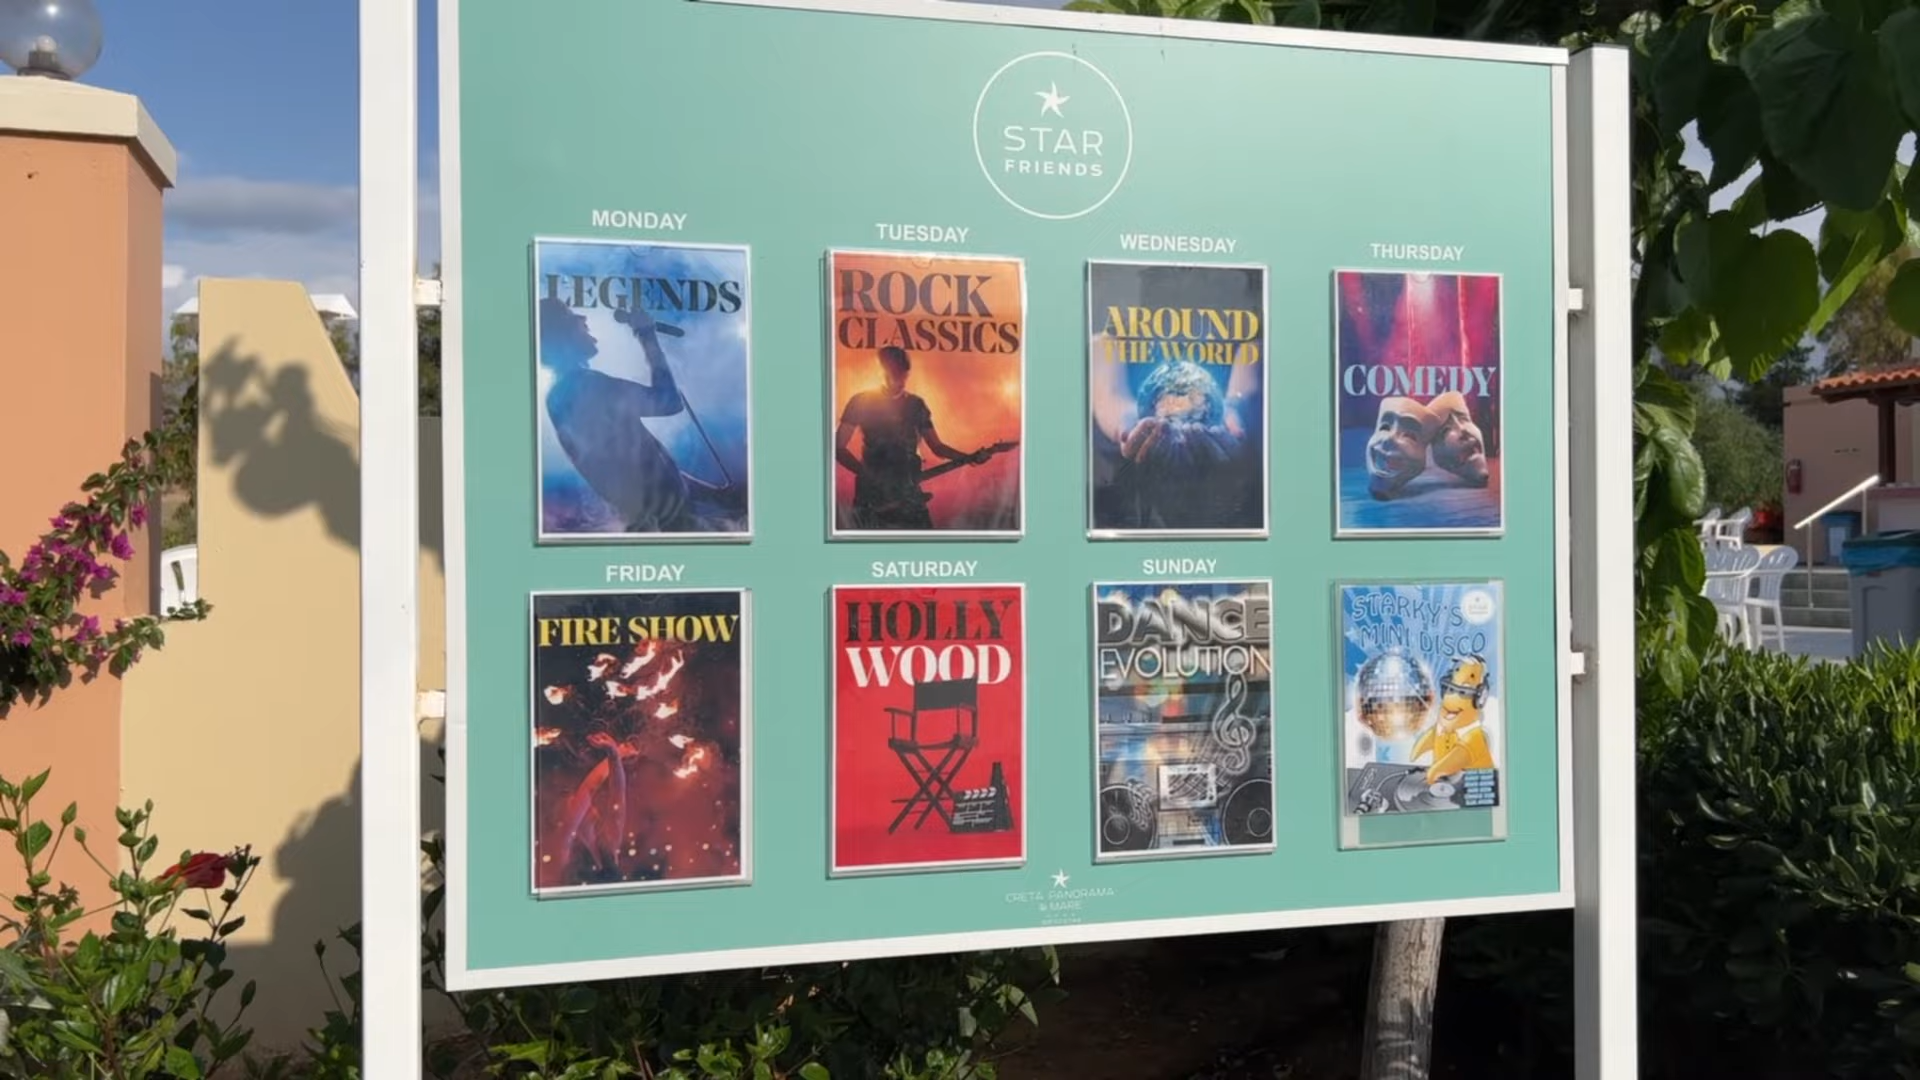 STAR
FRIENDS
MONDAY
LEGENDS
TUESDAY
ROCK
CLASSICS
WEDNESDAY
AROUND
THE WORLD
THURSDAY
COMEDY
FRIDAY
FIRE SHOW
SATURDAY
HOLLY
WOOD
SUNDAY
DANCE
EVOLUTION
STARKY'S
MINI DISCO
CRETA PANORAMA
& MARE